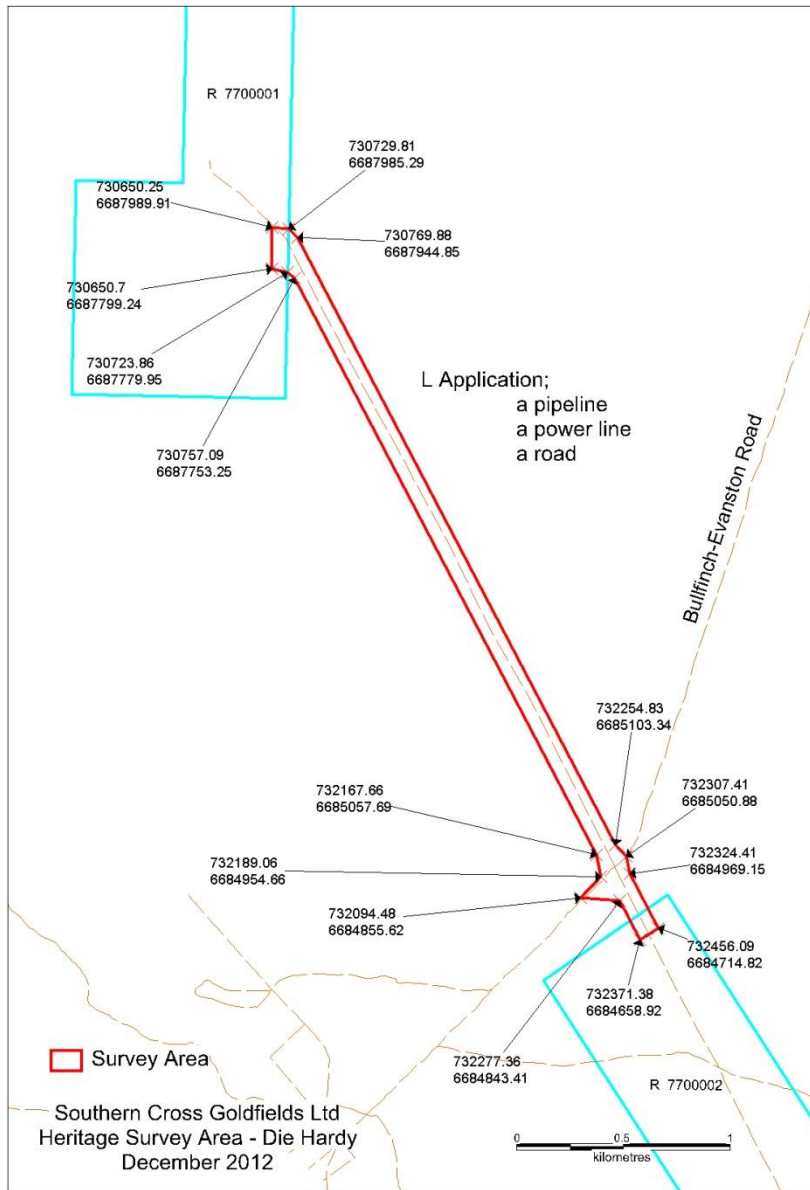 R 7700001
730729.81
6687985.29
730650.25
6687989.91
730769.88
6687944.85
730650.7
6687799.24
730723.86
6687779.95
L Application;
a pipeline
a power line
a road
730757.09
6687753.25
Bullfinch-Evanston Road
732254.83
6685103.34
732167.66
6685057.69
732307.41
6685050.88
732189.06
6684954.66
732324.41
6684969.15
732094.48
6684855.62
732456.09
6684714.82
732371.38
6684658.92
732277.36
6684843.41
Survey Area
R 7700002
Southern Cross Goldfields Ltd
Heritage Survey Area - Die Hardy
December 2012
0 0.5 1
kilometres